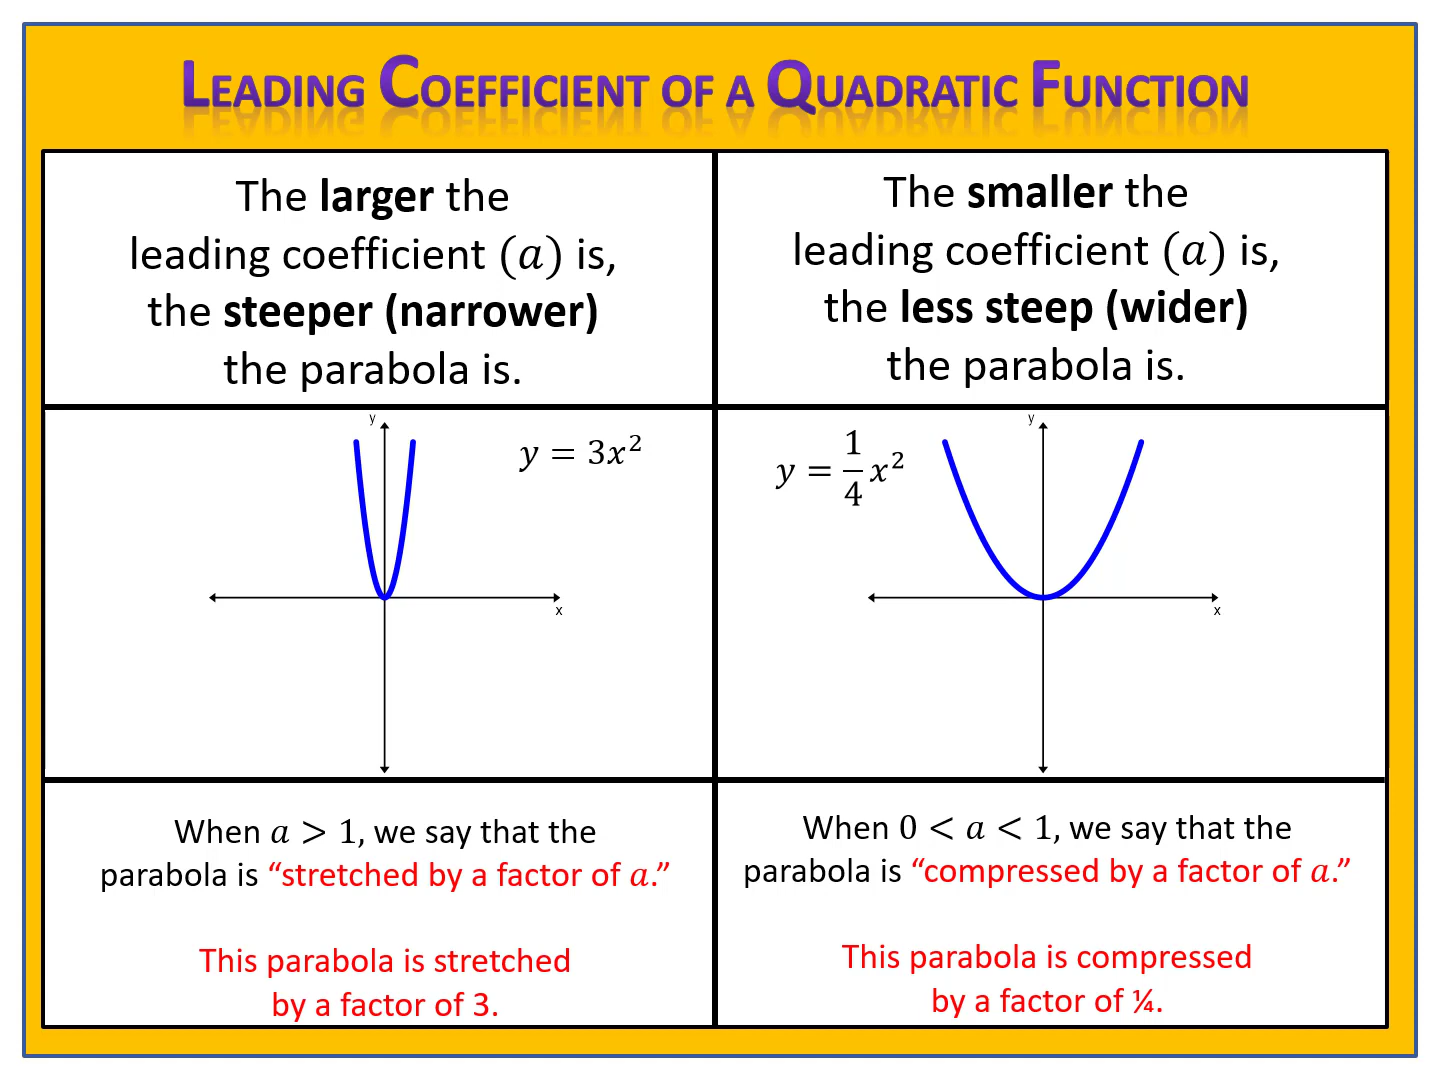 LEADING COEFFICIENT OF A QUADRATIC FUNCTION
The larger the
leading coefficient (a) is,
the steeper (narrower)
the parabola is.
The smaller the
leading coefficient (a) is,
the less steep (wider)
the parabola is.
y
y = 3x²
x
y
y = 1/4 x²
x
When a > 1, we say that the
parabola is “stretched by a factor of a.”
This parabola is stretched
by a factor of 3.
When 0 < a < 1, we say that the
parabola is “compressed by a factor of a.”
This parabola is compressed
by a factor of ¼.